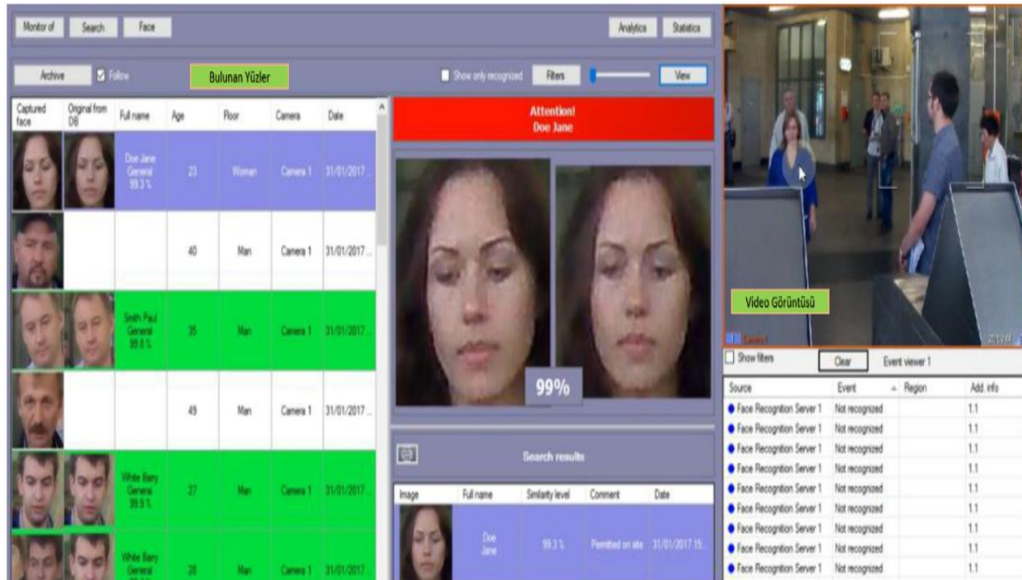 Monitor of
Search
Face
Analytics
Statistics
Archive
Follow
Bulunan Yüzler
Show only recognized
Filters
View
Captured face
Original from DB
Full name
Age
Floor
Camera
Date
Doe Jane
General
99.3 %
23
Woman
Camera 1
31/01/2017 ...
40
Man
Camera 1
31/01/2017 ...
Smith Paul
General
99.8 %
35
Man
Camera 1
31/01/2017 ...
49
Man
Camera 1
31/01/2017 ...
White Barry
General
99.9 %
27
Man
Camera 1
31/01/2017 ...
White Barry
General
28
Man
Camera 1
31/01/2017 ...
Attention!
Doe Jane
99%
Search results
Image
Full name
Similarity level
Comment
Date
Doe
Jane
99.3 %
Permitted on site
31/01/2017 15:...
Video Görüntüsü
Show filters
Clear
Event viewer 1
Source
Event
Region
Add. info
Face Recognition Server 1
Not recognized
1.1
Face Recognition Server 1
Not recognized
1.1
Face Recognition Server 1
Not recognized
1.1
Face Recognition Server 1
Not recognized
1.1
Face Recognition Server 1
Not recognized
1.1
Face Recognition Server 1
Not recognized
1.1
Face Recognition Server 1
Not recognized
1.1
Face Recognition Server 1
Not recognized
1.1
Face Recognition Server 1
Not recognized
1.1